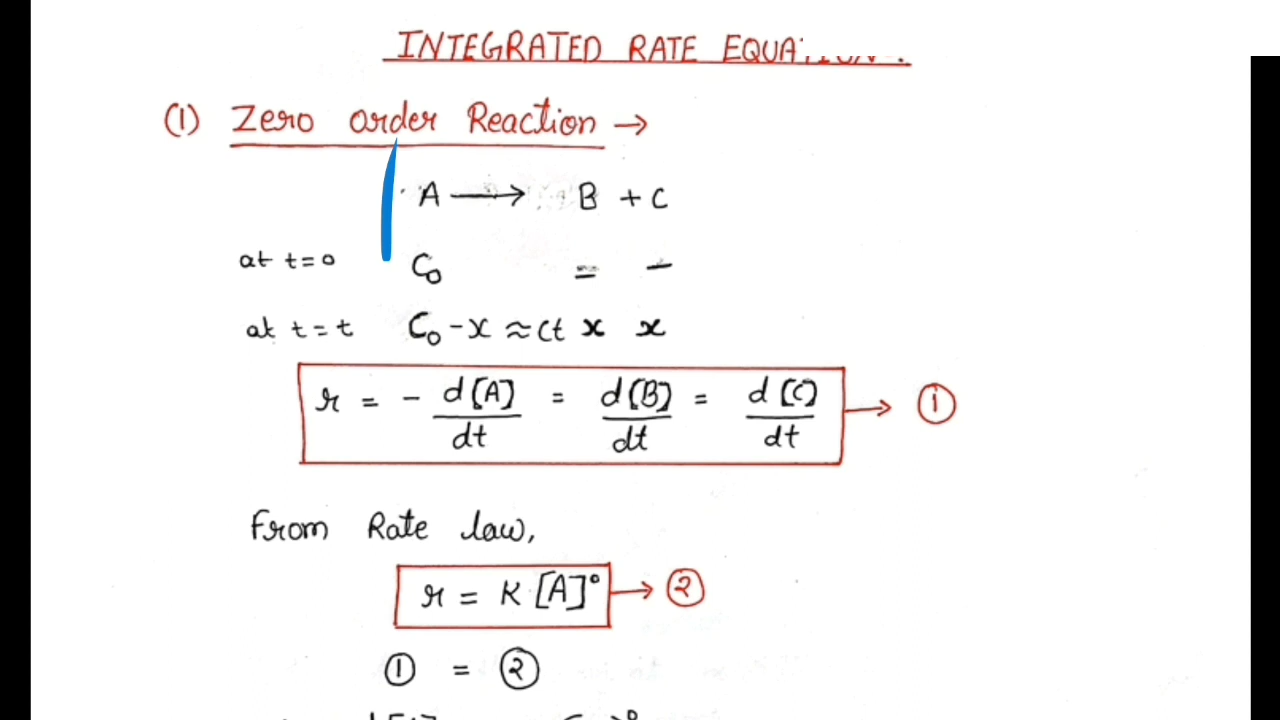 INTEGRATED RATE EQUATION :
(1) Zero order Reaction →
A ⟶ B + C
at t=0 C₀ = –
at t=t C₀ -x ≈ Ct x x
r = - d[A]/dt = d[B]/dt = d[C]/dt → ①
From Rate law,
r = K [A]° → ②
① = ②